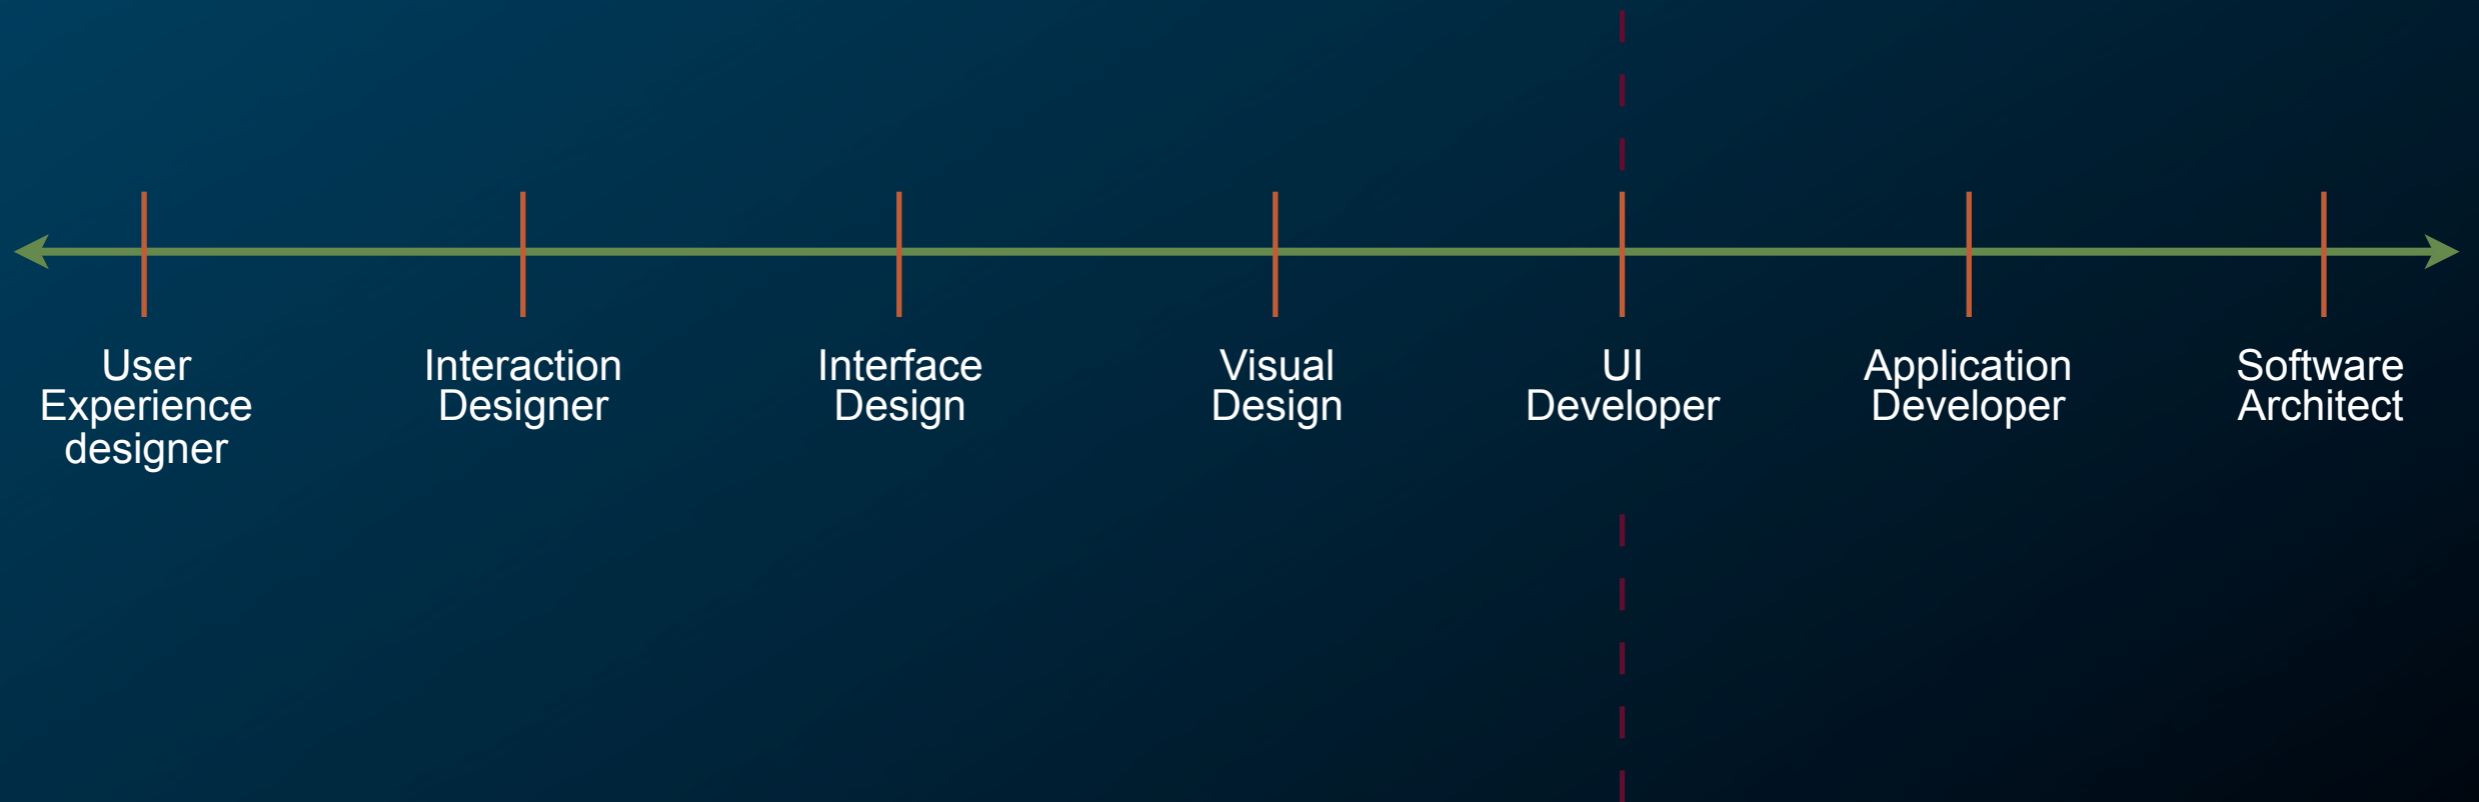 User
Experience
designer
Interaction
Designer
Interface
Design
Visual
Design
UI
Developer
Application
Developer
Software
Architect